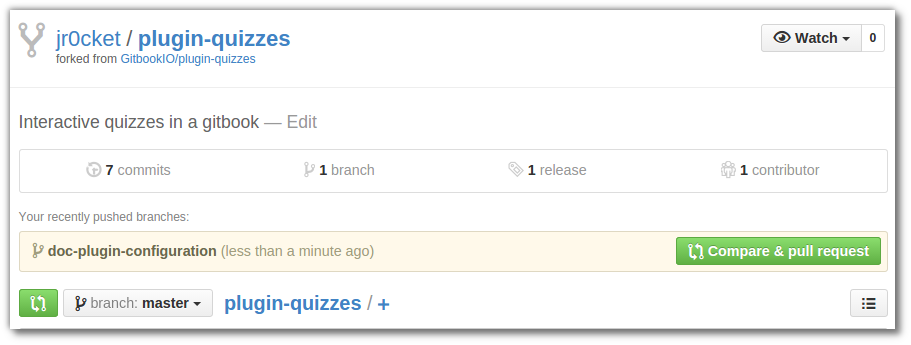 jr0cket / plugin-quizzes
forked from GitbookIO/plugin-quizzes
Watch 0
Interactive quizzes in a gitbook — Edit
7 commits 1 branch 1 release 1 contributor
Your recently pushed branches:
doc-plugin-configuration (less than a minute ago) Compare & pull request
branch: master plugin-quizzes / +